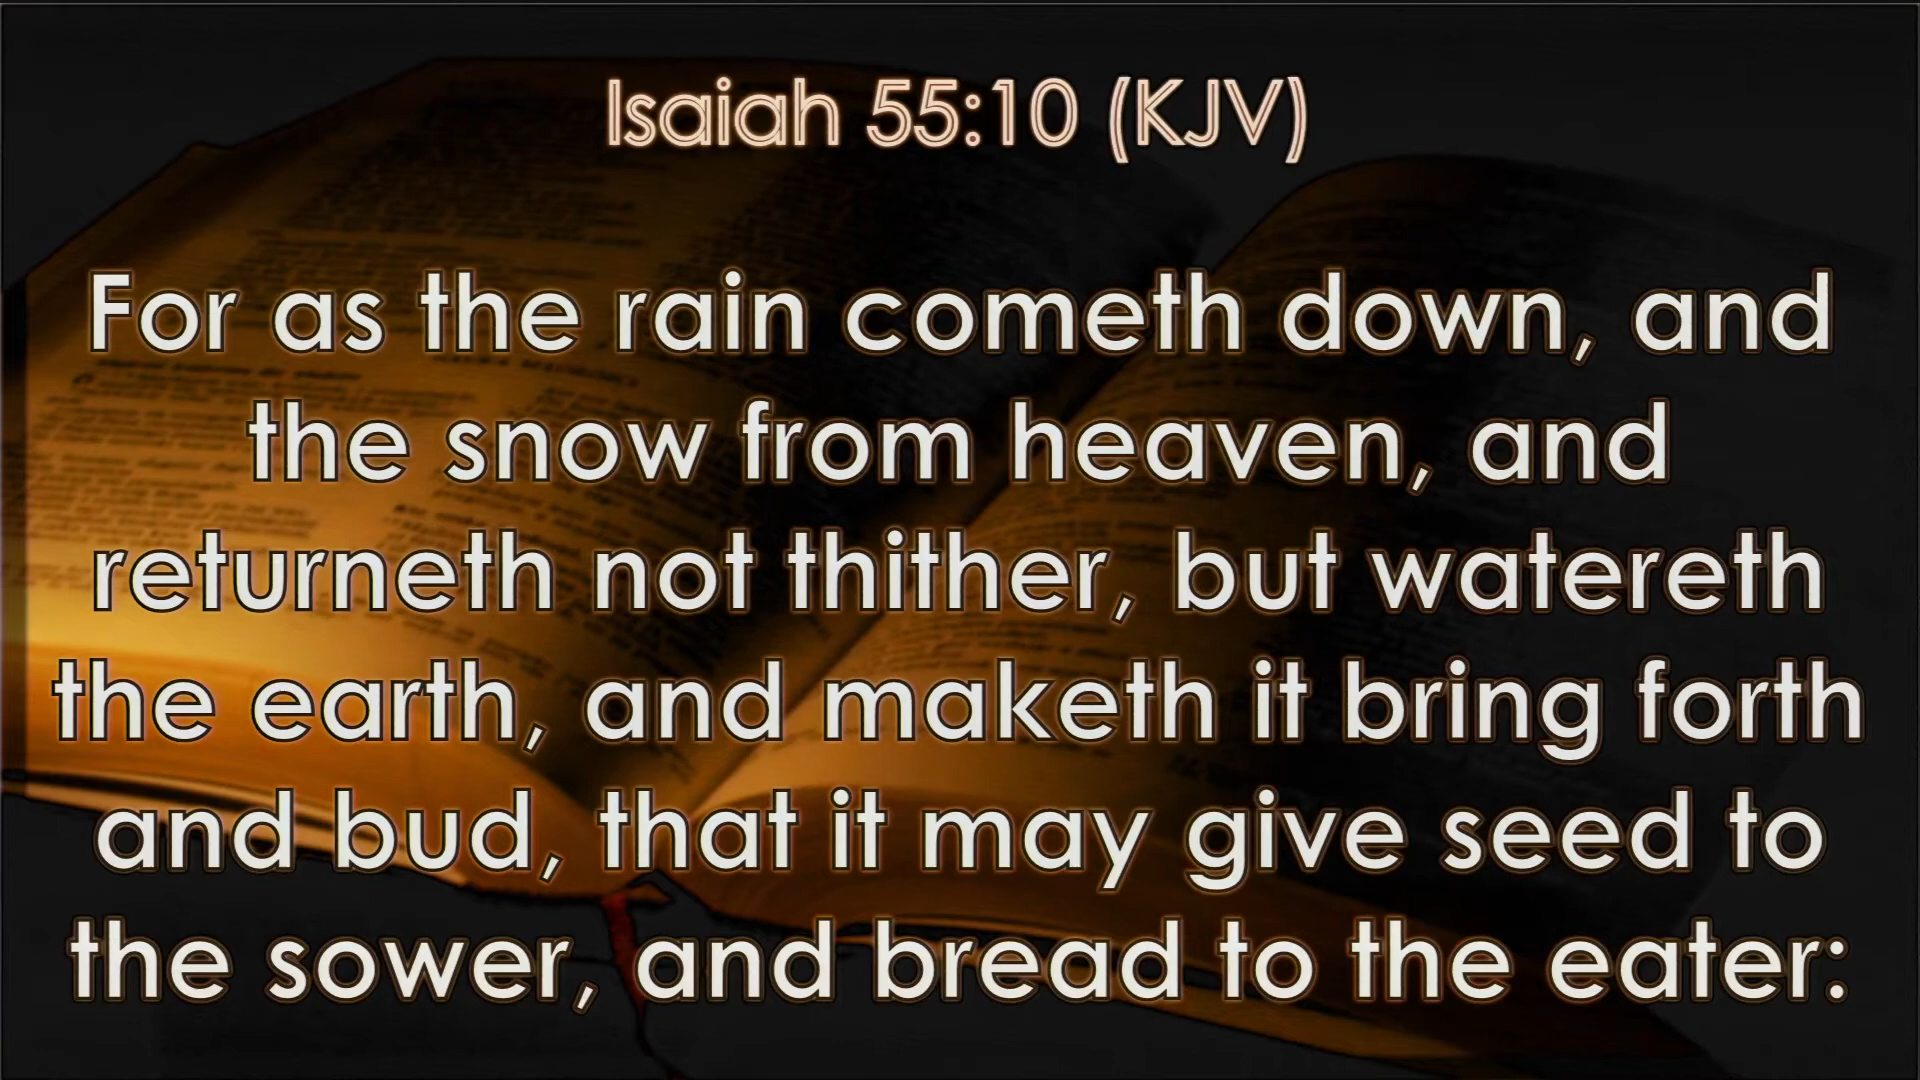 Isaiah 55:10 (KJV)
For as the rain cometh down, and
the snow from heaven, and
returneth not thither, but watereth
the earth, and maketh it bring forth
and bud, that it may give seed to
the sower, and bread to the eater: